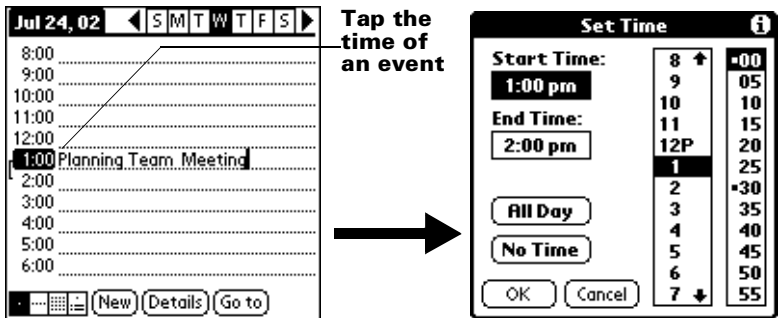 Jul 24, 02 S M T W T F S
8:00
9:00
10:00
11:00
12:00
1:00 Planning Team Meeting
2:00
3:00
4:00
5:00
6:00
New Details Go to
Tap the
time of
an event
Set Time i
Start Time:
1:00 pm
End Time:
2:00 pm
All Day
No Time
OK Cancel
8
9
10
11
12P
1
2
3
4
5
6
7
00
05
10
15
20
25
30
35
40
45
50
55